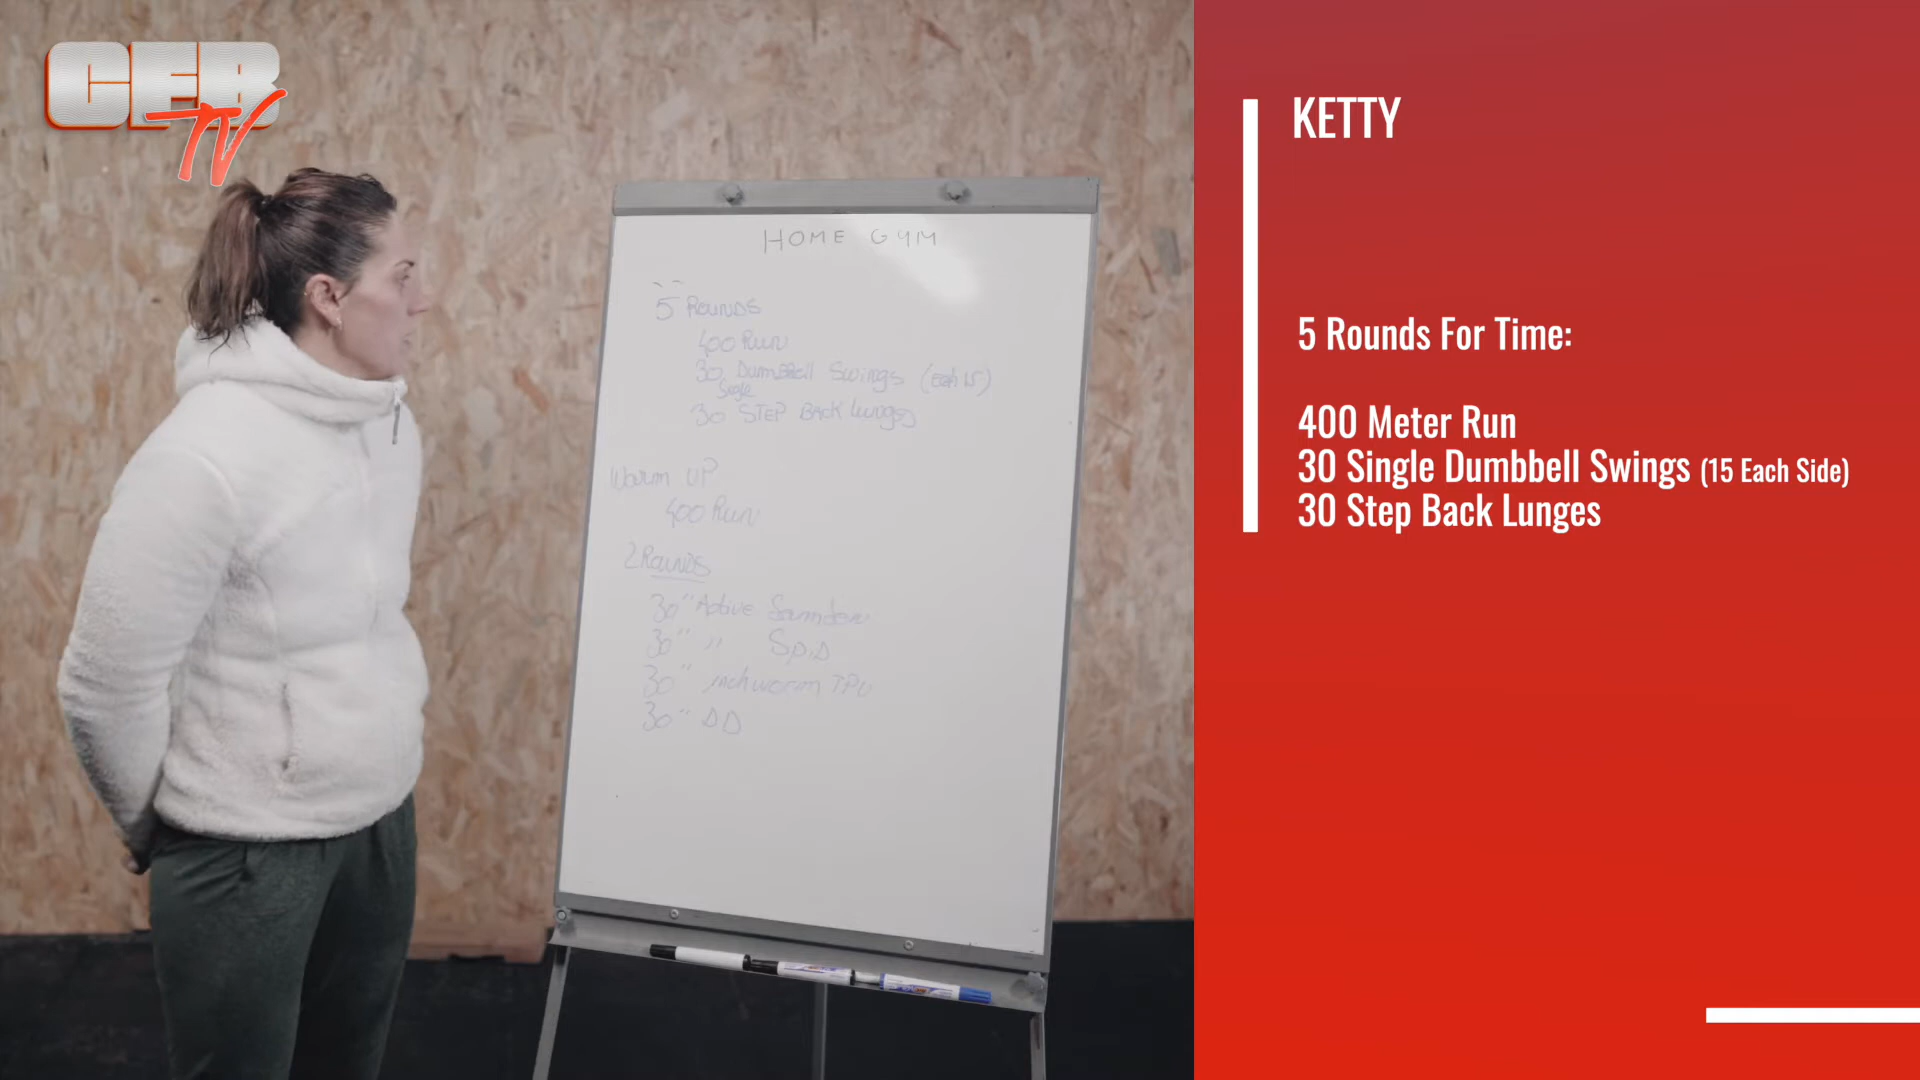 CFB
TV
HOME GYM
5 ROUNDS
400 Run
30 Dumbbell Swings (each 15)
Single
30 STEP BACK Lunges
Warm UP
400 Run
2 Rounds
30" Active
30" "
30" inchworm
30" DD
KETTY
5 Rounds For Time:
400 Meter Run
30 Single Dumbbell Swings (15 Each Side)
30 Step Back Lunges